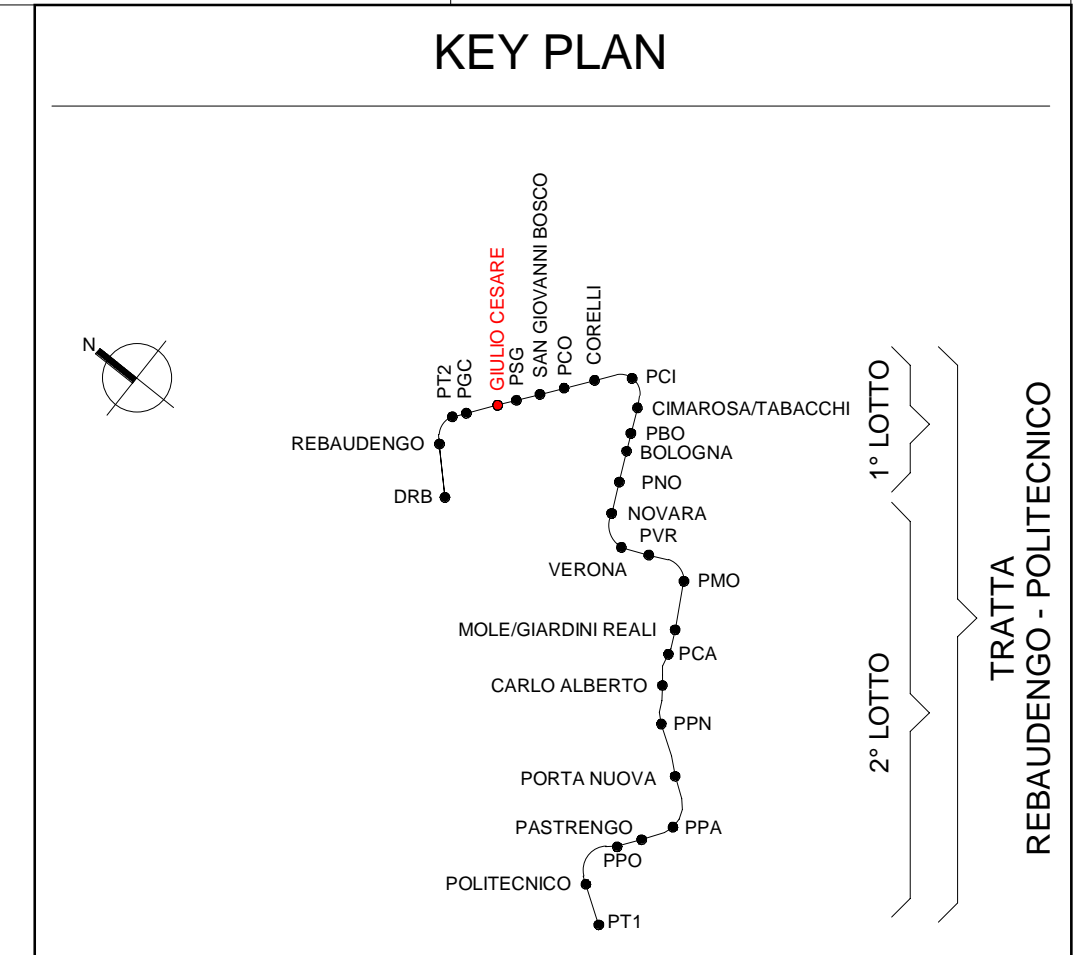 KEY PLAN
N
PT2
PGC
GIULIO CESARE
PSG
SAN GIOVANNI BOSCO
PCO
CORELLI
PCI
CIMAROSA/TABACCHI
REBAUDENGO
PBO
BOLOGNA
PNO
DRB
NOVARA
PVR
VERONA
PMO
MOLE/GIARDINI REALI
PCA
CARLO ALBERTO
PPN
PORTA NUOVA
PASTRENGO
PPA
PPO
POLITECNICO
PT1
1° LOTTO
2° LOTTO
TRATTA
REBAUDENGO - POLITECNICO